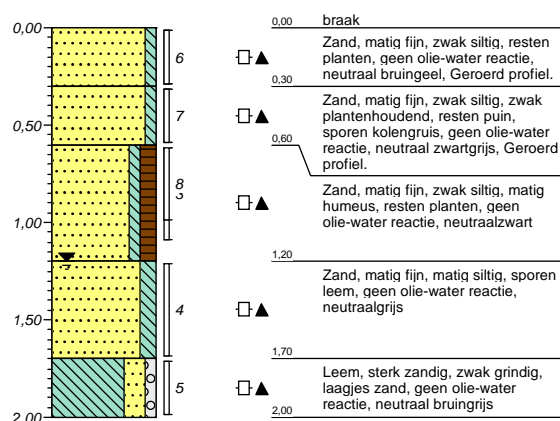 0,00
0,50
1,00
1,50
2,00
6
7
8
3
4
5
0,00 braak
Zand, matig fijn, zwak siltig, resten
planten, geen olie-water reactie,
neutraal bruingeel, Geroerd profiel.
0,30
Zand, matig fijn, zwak siltig, zwak
plantenhoudend, resten puin,
sporen kolengruis, geen olie-water
reactie, neutraal zwartgrijs, Geroerd
profiel.
0,60
Zand, matig fijn, zwak siltig, matig
humeus, resten planten, geen
olie-water reactie, neutraalzwart
1,20
Zand, matig fijn, matig siltig, sporen
leem, geen olie-water reactie,
neutraalgrijs
1,70
Leem, sterk zandig, zwak grindig,
laagjes zand, geen olie-water
reactie, neutraal bruingrijs
2,00